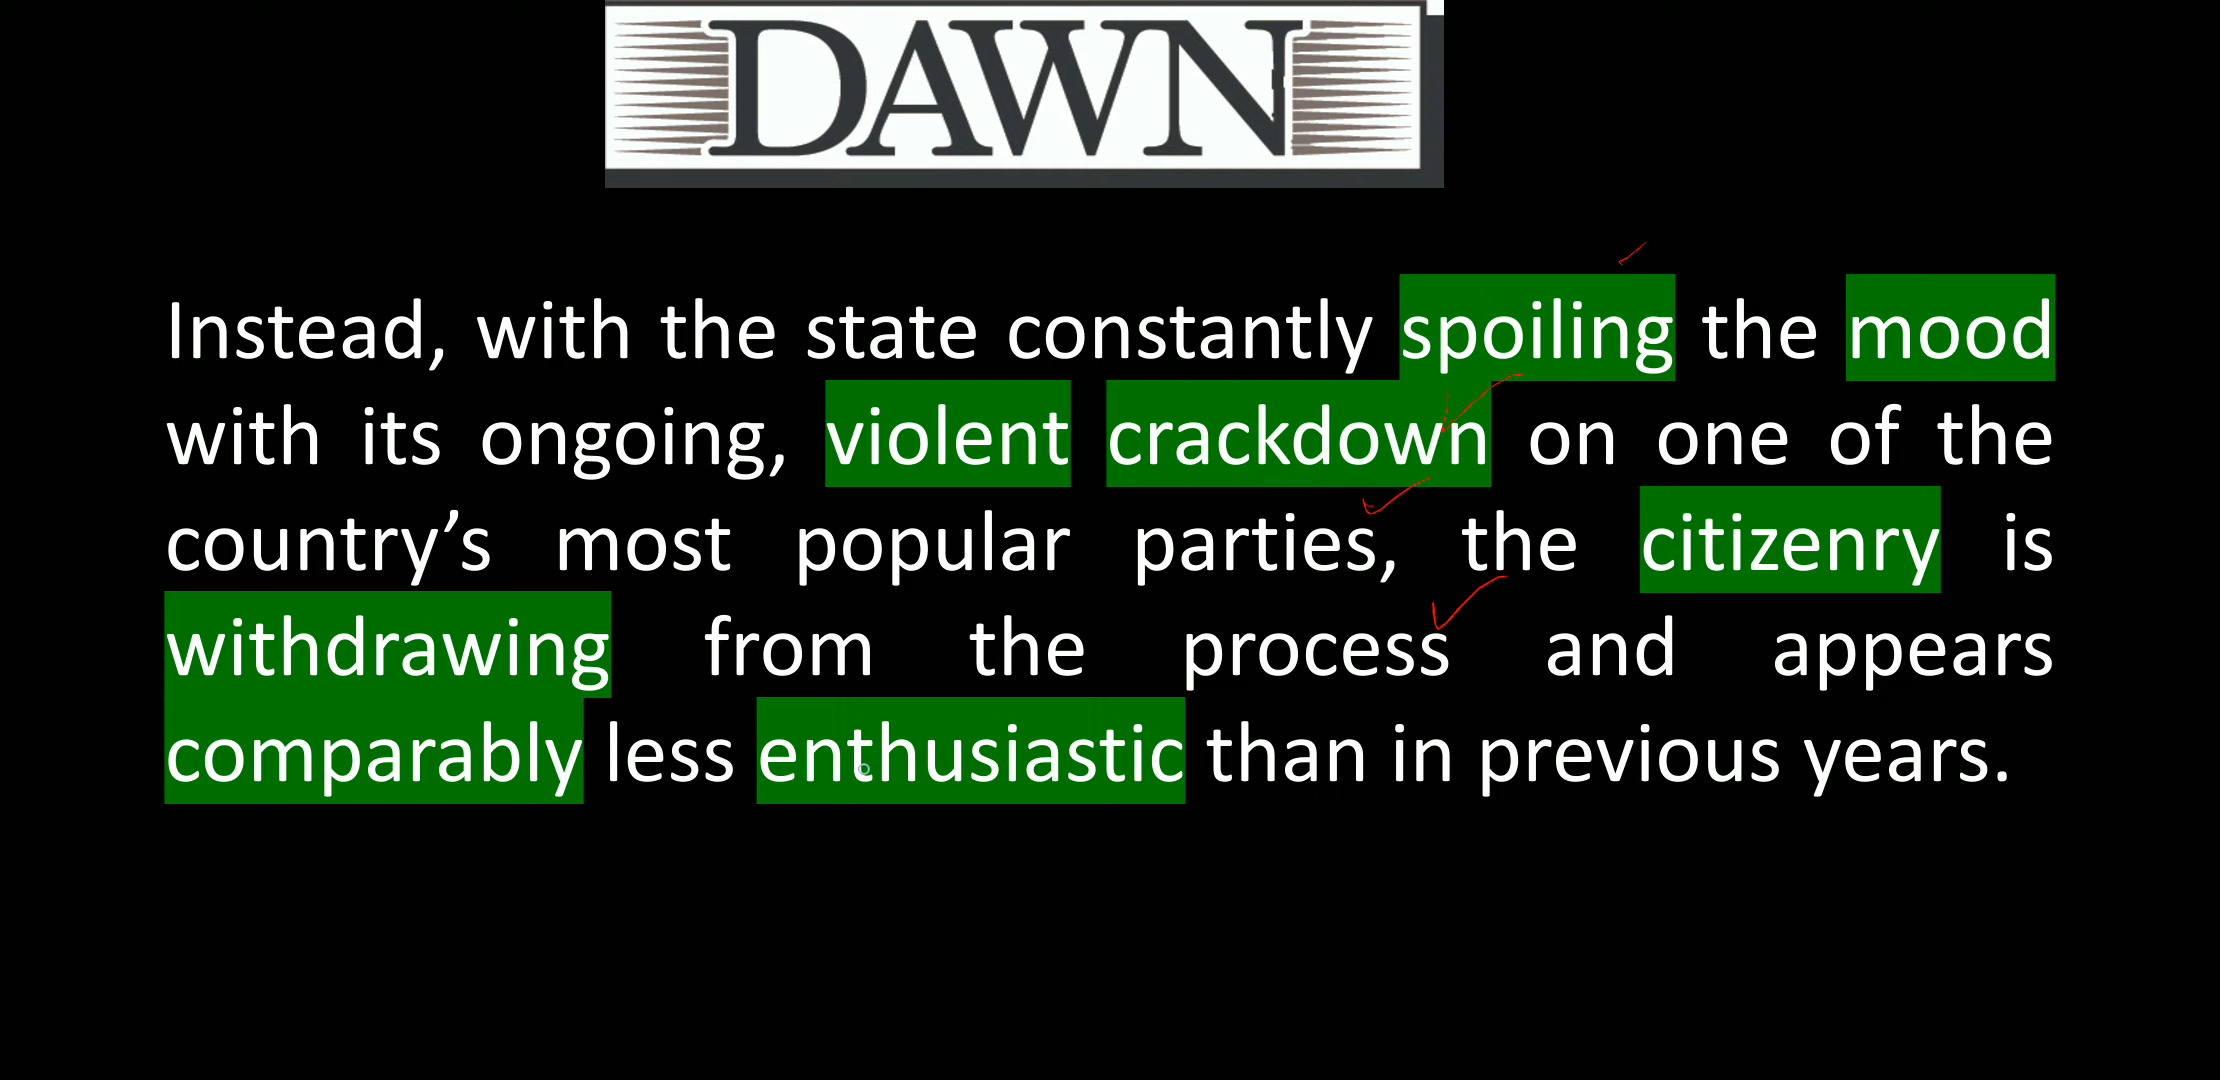 DAWN
Instead, with the state constantly spoiling the mood
with its ongoing, violent crackdown on one of the
country’s most popular parties, the citizenry is
withdrawing from the process and appears
comparably less enthusiastic than in previous years.